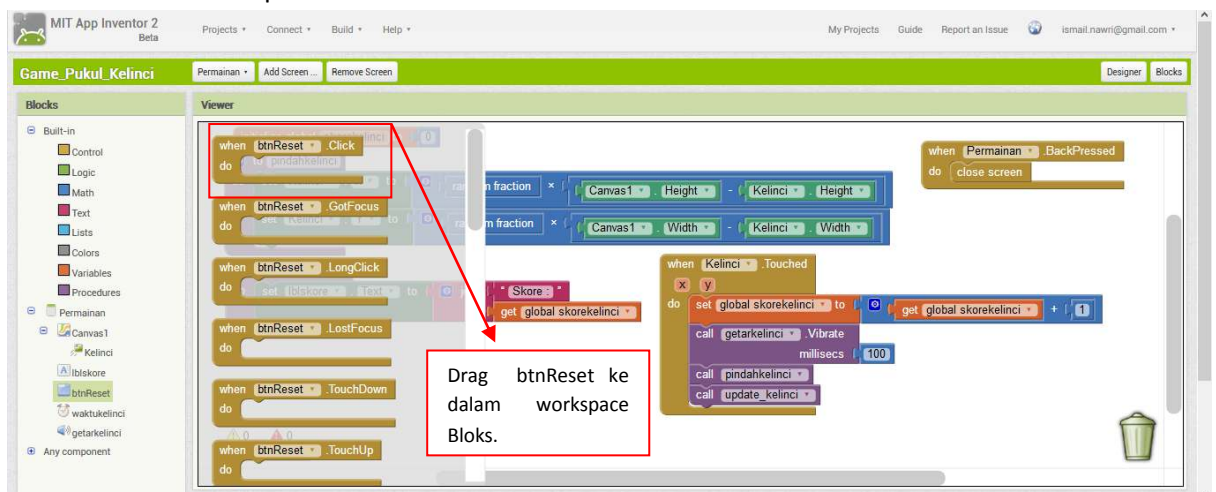 MIT App Inventor 2
Beta
Projects Connect Build Help
My Projects Guide Report an Issue ismail.nawri@gmail.com
Game_Pukul_Kelinci
Permainan Add Screen ... Remove Screen
Designer Blocks
Blocks
Viewer
Built-in
Control
Logic
Math
Text
Lists
Colors
Variables
Procedures
Permainan
Canvas1
Kelinci
lblskore
btnReset
waktukelinci
getarkelinci
Any component
when btnReset .Click
do
when btnReset .GotFocus
do
when btnReset .LongClick
do
when btnReset .LostFocus
do
when btnReset .TouchDown
do
when btnReset .TouchUp
do
0
to pindahkelinci
fraction × Canvas1 . Height - Kelinci . Height
fraction × Canvas1 . Width - Kelinci . Width
set lblskore . Text to
" Skore : "
get global skorekelinci
0 0
when Permainan .BackPressed
do close screen
when Kelinci .Touched
x y
do set global skorekelinci to get global skorekelinci + 1
call getarkelinci .Vibrate
millisecs 100
call pindahkelinci
call update_kelinci
Drag btnReset ke
dalam workspace
Bloks.